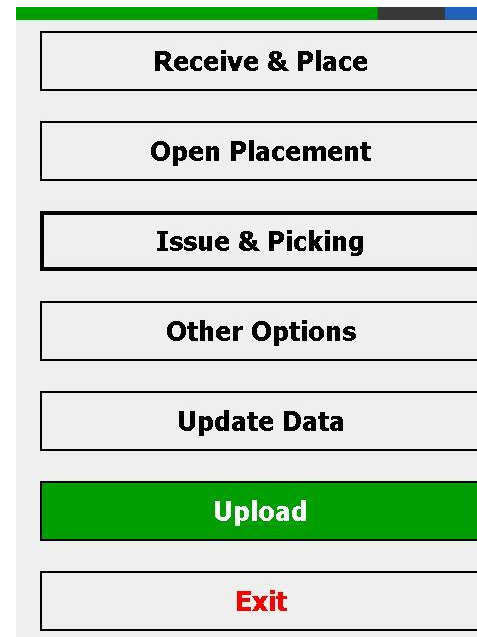 Receive & Place
Open Placement
Issue & Picking
Other Options
Update Data
Upload
Exit